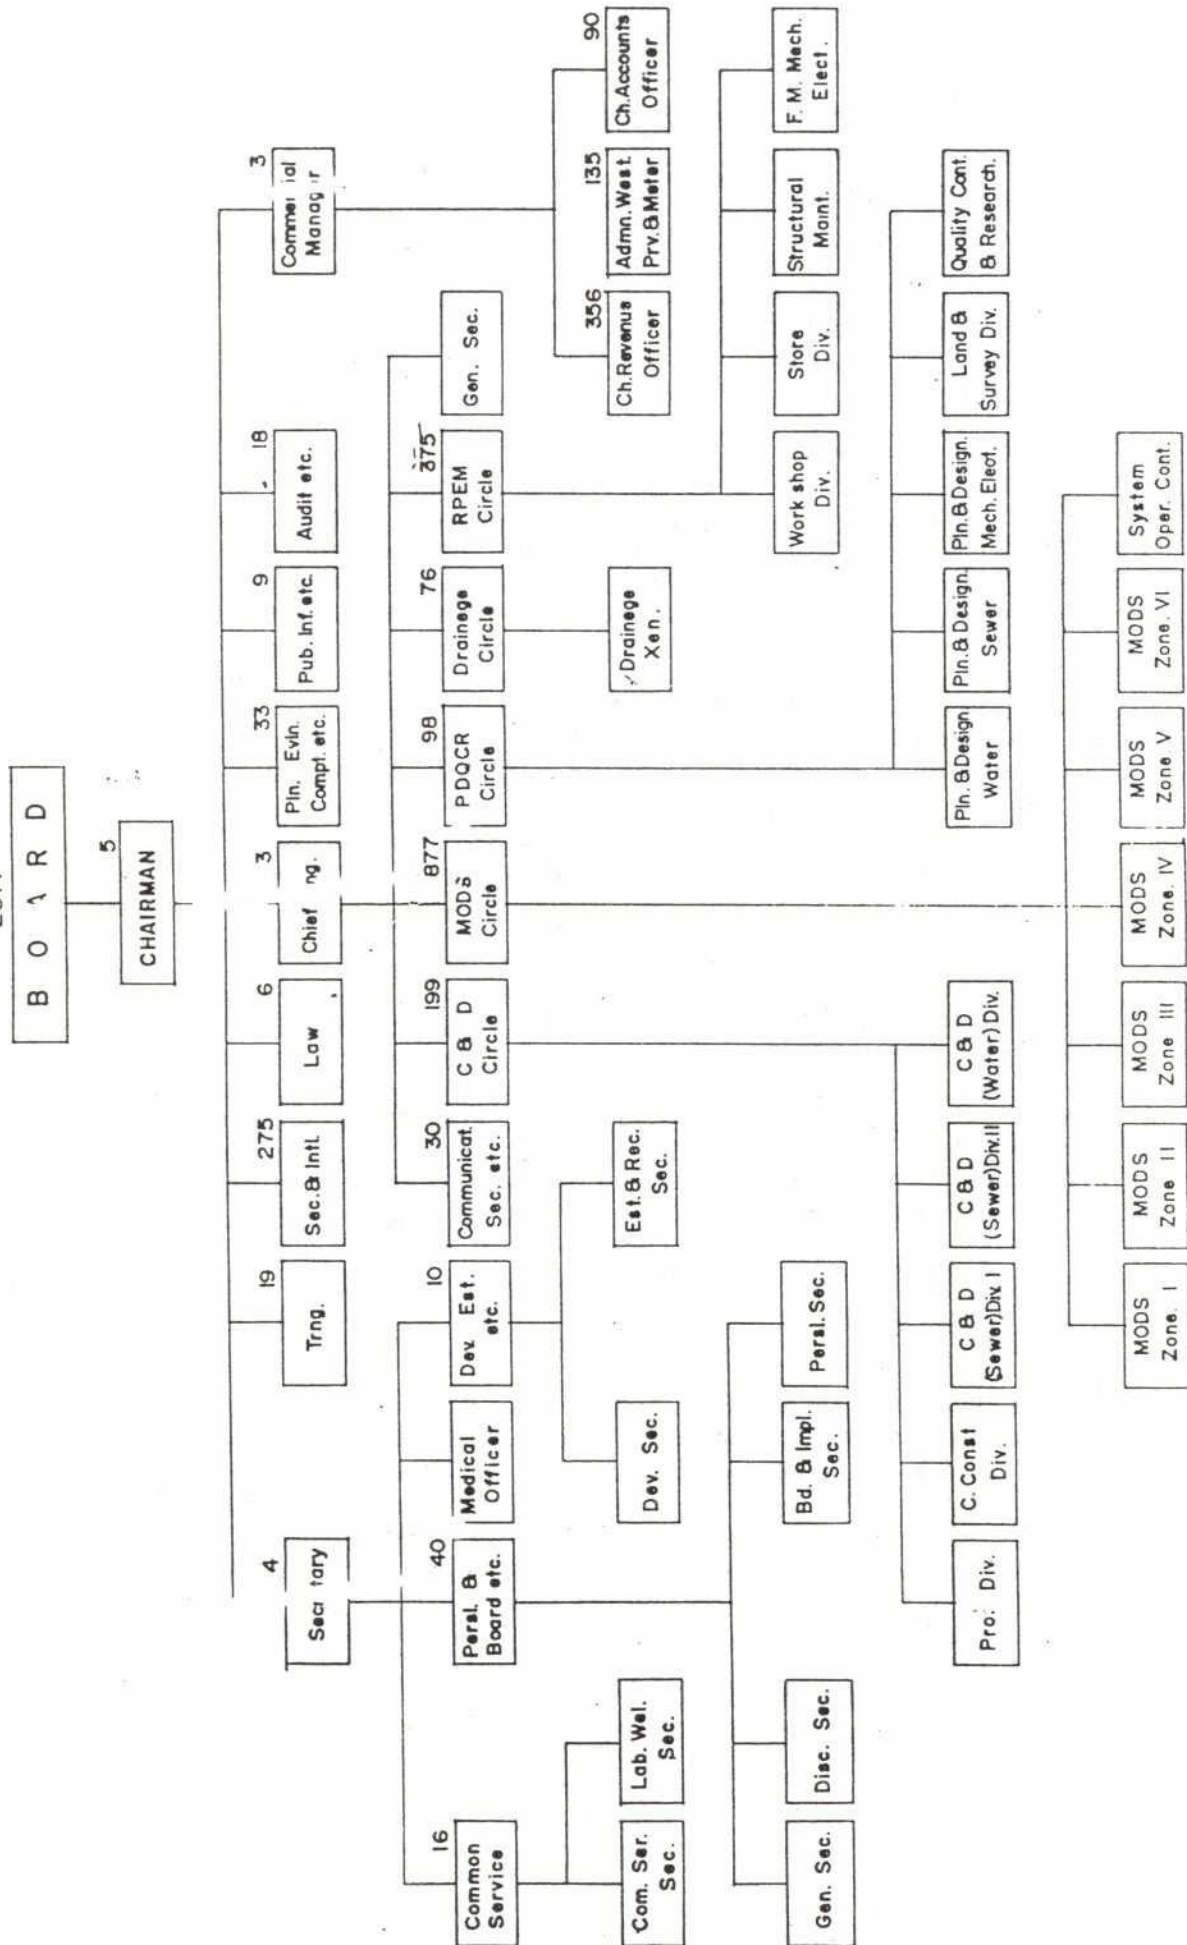 B O A R D
5
CHAIRMAN
4
Secr tary
19
Trng.
275
Sec.& Intl.
6
Law
3
Chief ng.
33
Pln. Evln.
Compt. etc.
9
Pub. Inf. etc.
18
Audit etc.
3
Comme ial
Manag r
16
Common
Service
40
Persl. &
Board etc.
Medical
Officer
10
Dev. Est.
etc.
30
Communicat.
Sec. etc.
199
C & D
Circle
877
MODS
Circle
98
PDQCR
Circle
76
Drainege
Circle
375
RPEM
Circle
Gen. Sec.
Com. Ser.
Sec.
Lab. Wel.
Sec.
Dev. Sec.
Est. & Rec.
Sec.
Drainage
Xen.
356
Ch.Revenus
Officer
135
Admn. West.
Prv.& Meter
90
Ch.Accounts
Officer
Gen. Sec.
Disc. Sec.
Bd. & Impl.
Sec.
Persl. Sec.
Work shop
Div.
Store
Div.
Structural
Maint.
F. M. Mech.
Elect.
Pro: Div.
C. Const
Div.
C & D
(Sewer)Div. I
C & D
(Sewer)Div.II
C & D
(Water) Div.
Pln. & Design.
Water
Pln. & Design.
Sewer
Pln. & Design.
Mech. Elect.
Land &
Survey Div.
Quality Cont.
& Research.
MODS
Zone. I
MODS
Zone II
MODS
Zone III
MODS
Zone. IV
MODS
Zone V
MODS
Zone. VI
System
Oper. Cont.